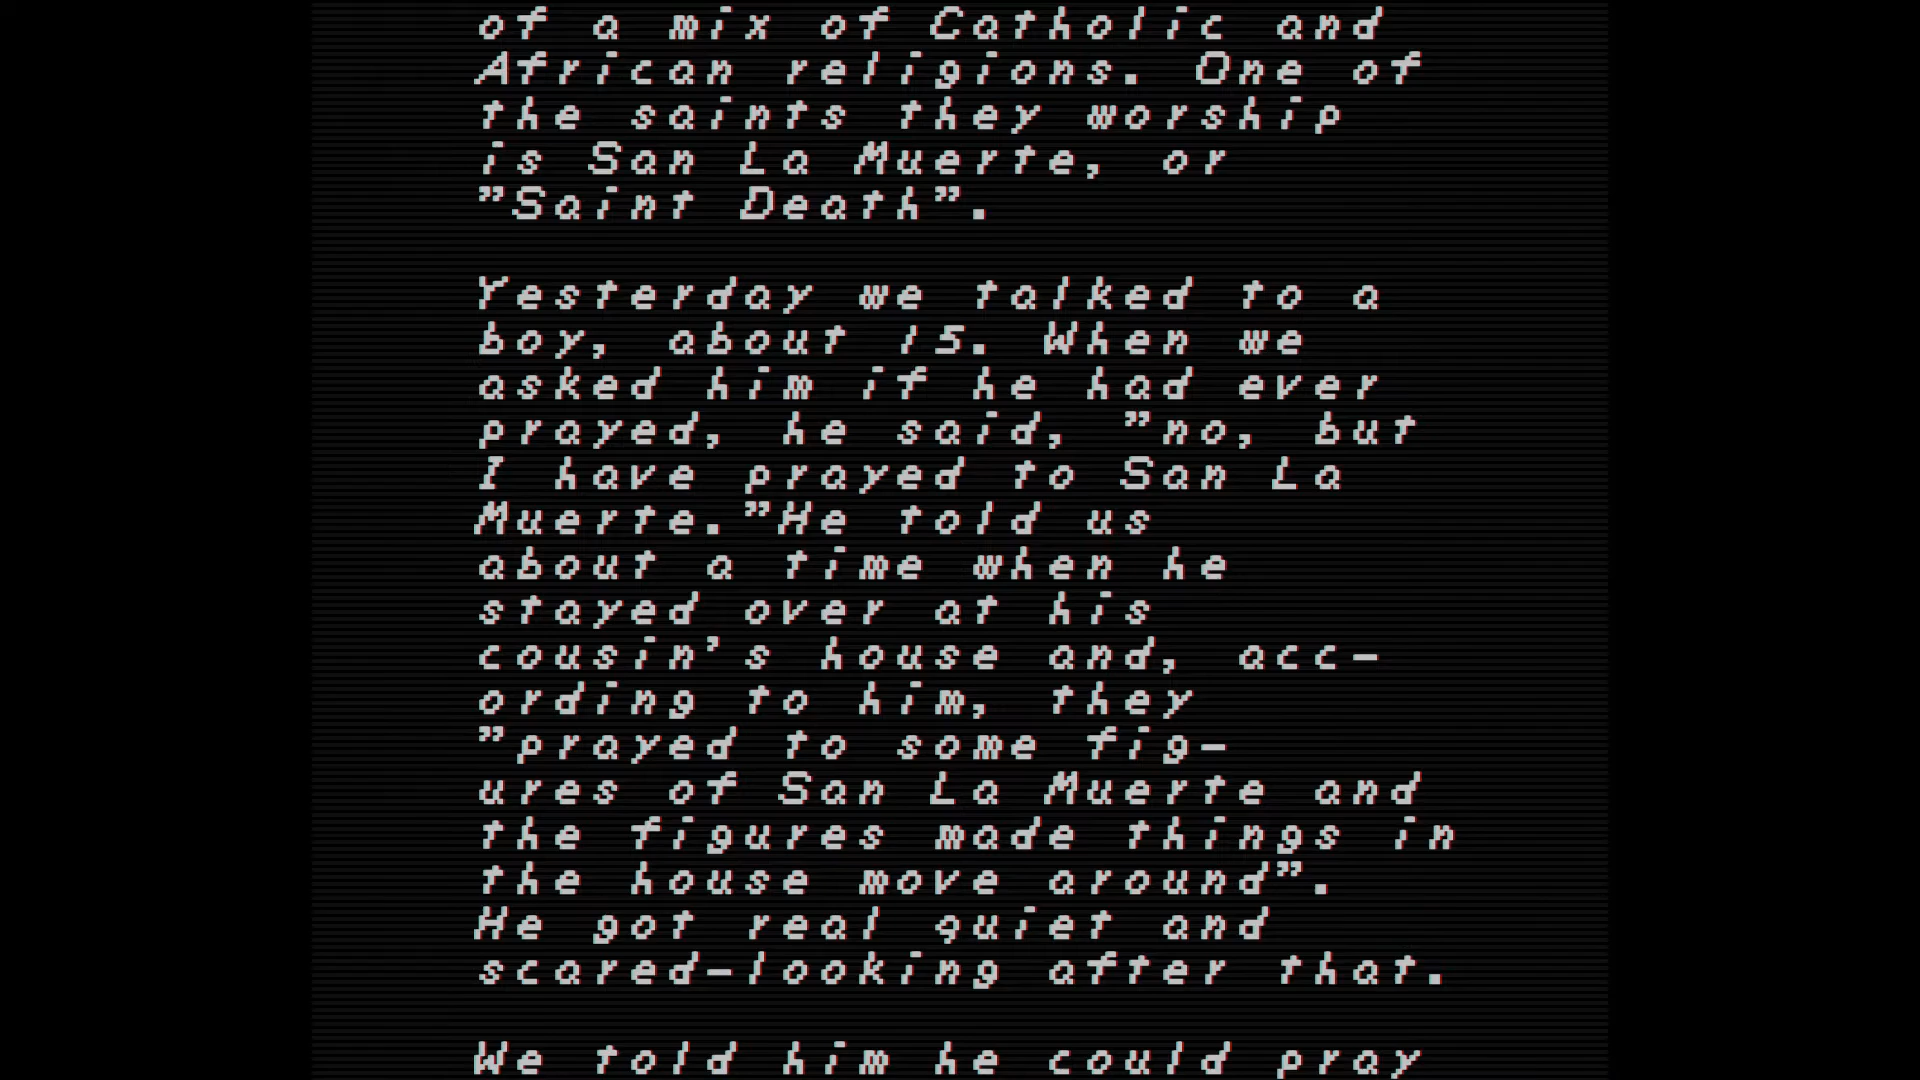 of a mix of Catholic and
African religions. One of
the saints they worship
is San La Muerte, or
"Saint Death".
Yesterday we talked to a
boy, about 15. When we
asked him if he had ever
prayed, he said, "no, but
I have prayed to San La
Muerte."He told us
about a time when he
stayed over at his
cousin's house and, acc-
ording to him, they
"prayed to some fig-
ures of San La Muerte and
the figures made things in
the house move around".
He got real quiet and
scared-looking after that.
We told him he could pray